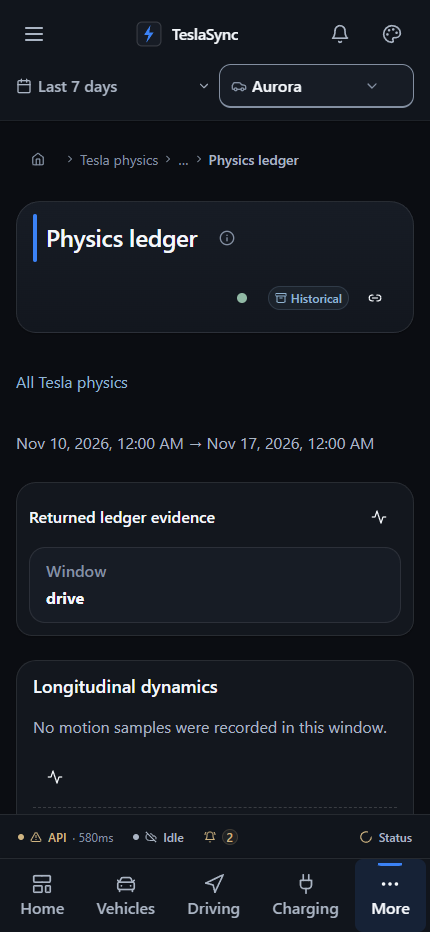 TeslaSync
Last 7 days
Aurora
Tesla physics
...
Physics ledger
Physics ledger
Historical
All Tesla physics
Nov 10, 2026, 12:00 AM → Nov 17, 2026, 12:00 AM
Returned ledger evidence
Window
drive
Longitudinal dynamics
No motion samples were recorded in this window.
API · 580ms
Idle
2
Status
Home
Vehicles
Driving
Charging
More